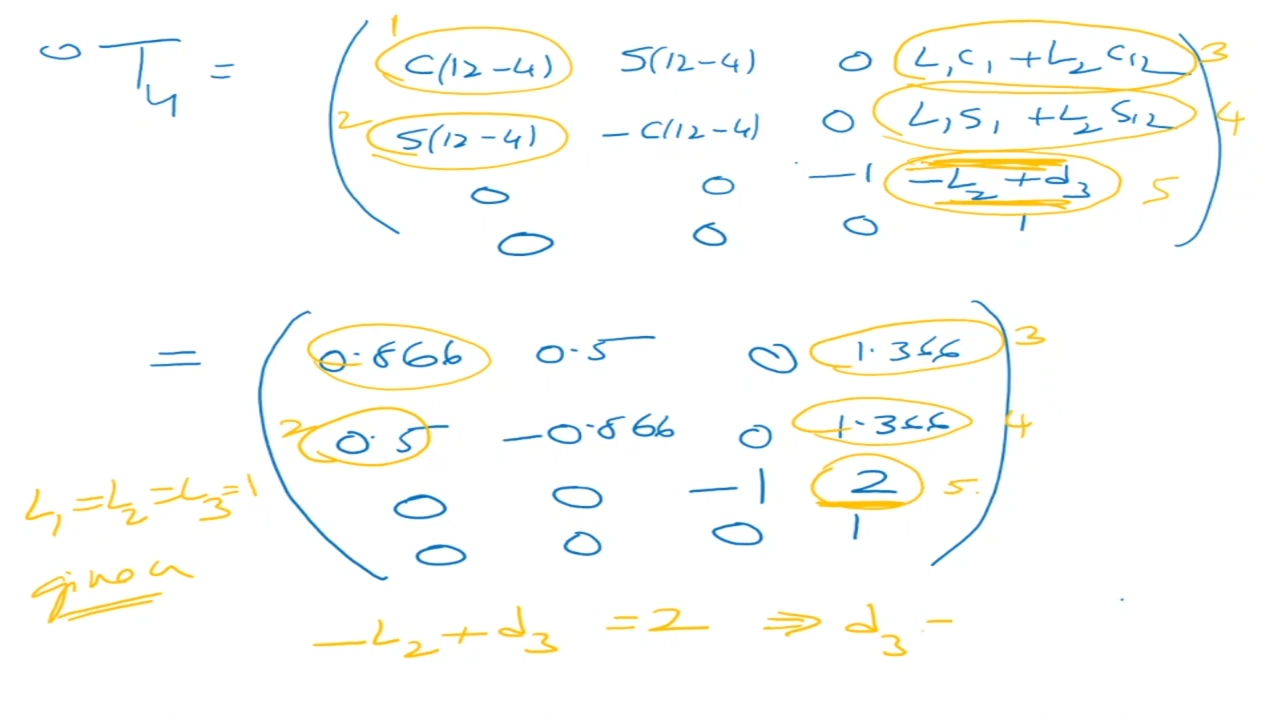 ⁰T₄ =
1
C(12-4) S(12-4) 0 L₁C₁ + L₂C₁₂ 3
2 S(12-4) -C(12-4) 0 L₁S₁ + L₂S₁₂ 4
0 0 -1 -L₂ + d₃ 5
0 0 0 1
= 0.866 0.5 0 1.366 3
2 0.5 -0.866 0 1.366 4
0 0 -1 2 5
0 0 0 1
L₁ = L₂ = L₃ = 1
given
-L₂ + d₃ = 2 ⇒ d₃ -